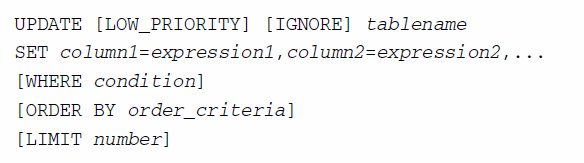 UPDATE [LOW_PRIORITY] [IGNORE] tablename
SET column1=expression1,column2=expression2,...
[WHERE condition]
[ORDER BY order_criteria]
[LIMIT number]